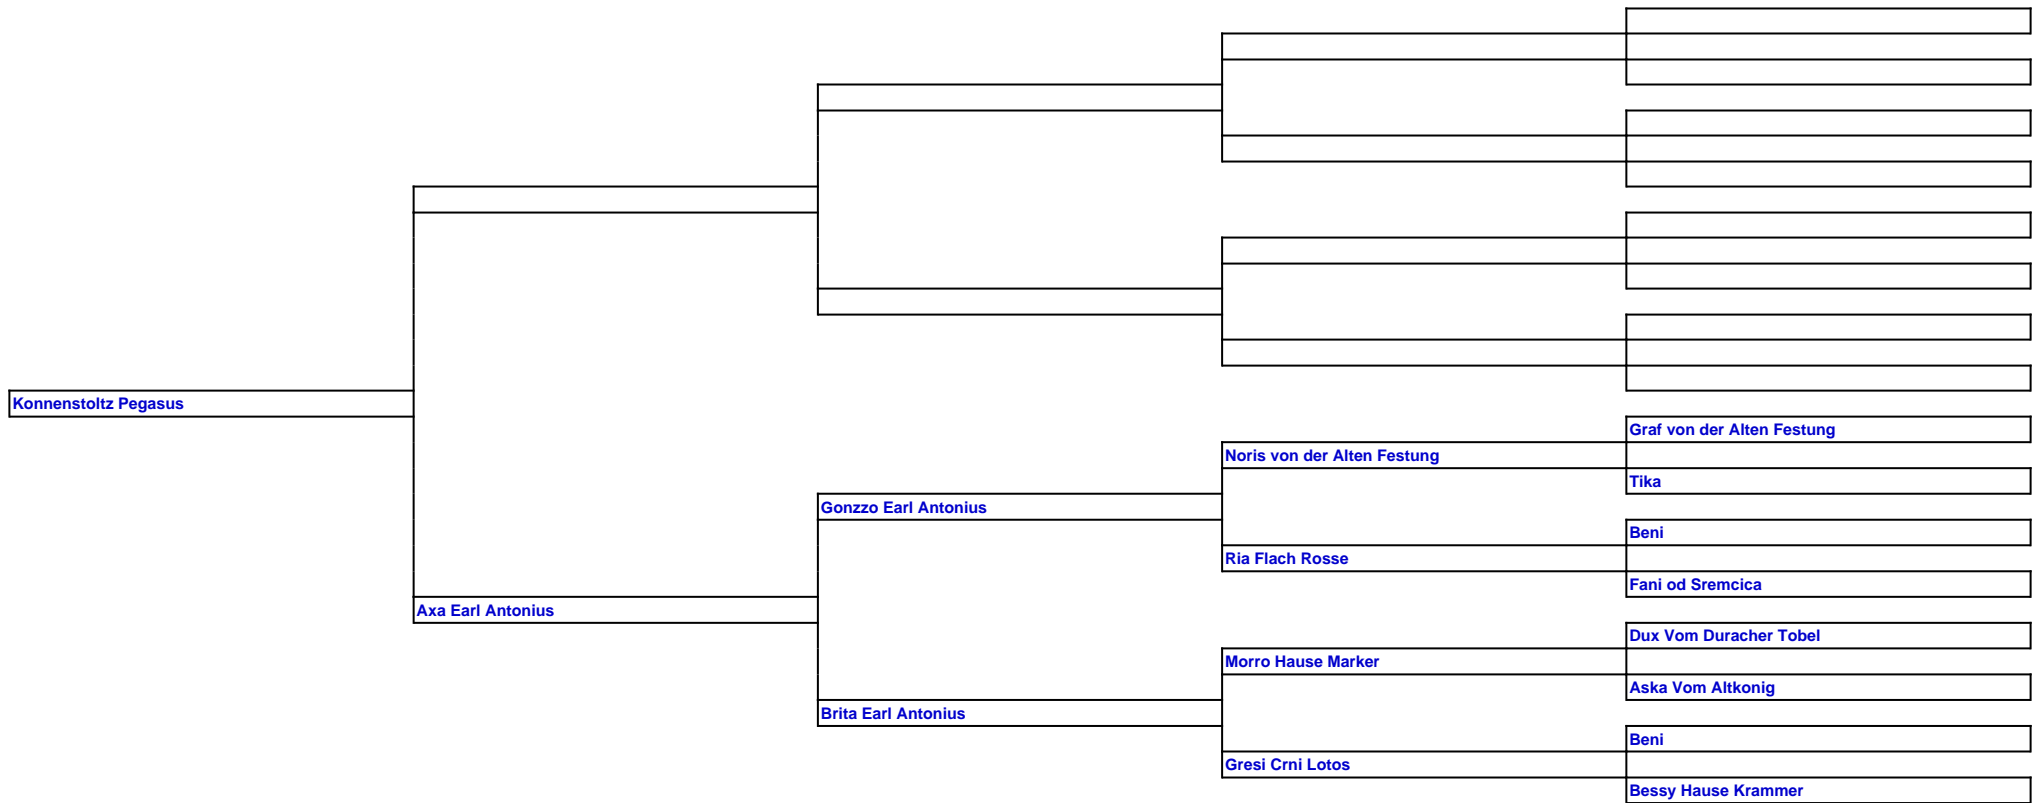 Konnenstoltz Pegasus
Graf von der Alten Festung
Noris von der Alten Festung
Tika
Gonzzo Earl Antonius
Beni
Ria Flach Rosse
Fani od Sremcica
Axa Earl Antonius
Dux Vom Duracher Tobel
Morro Hause Marker
Aska Vom Altkonig
Brita Earl Antonius
Beni
Gresi Crni Lotos
Bessy Hause Krammer